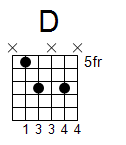 D
× × ×
5fr
1 3 3 4 4